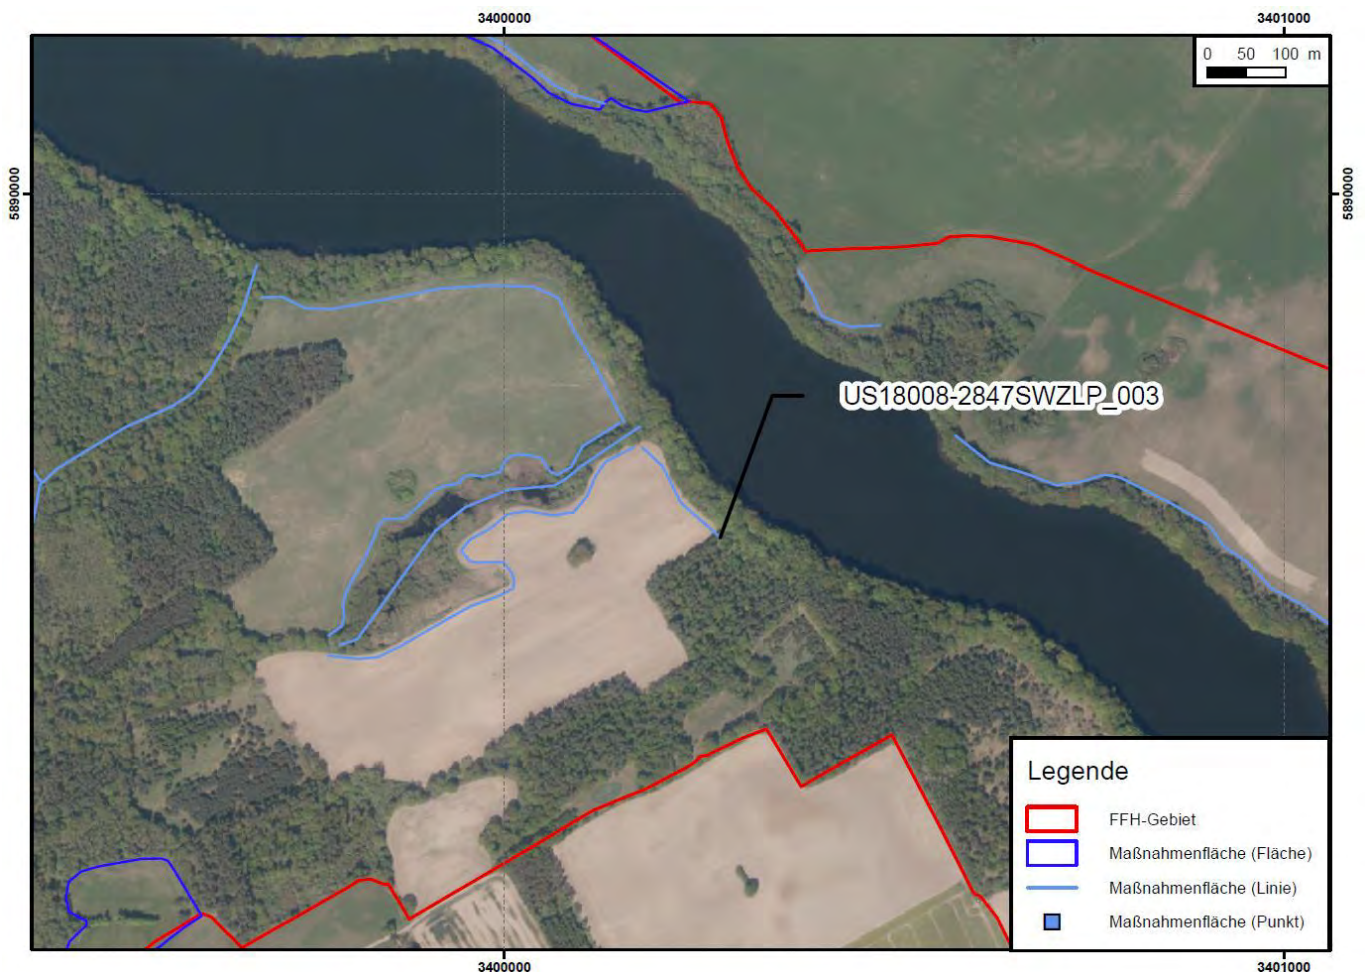 3400000
3401000
0 50 100 m
5890000
5890000
US18008-2847SWZLP_003
Legende
FFH-Gebiet
Maßnahmenfläche (Fläche)
Maßnahmenfläche (Linie)
Maßnahmenfläche (Punkt)
3400000
3401000